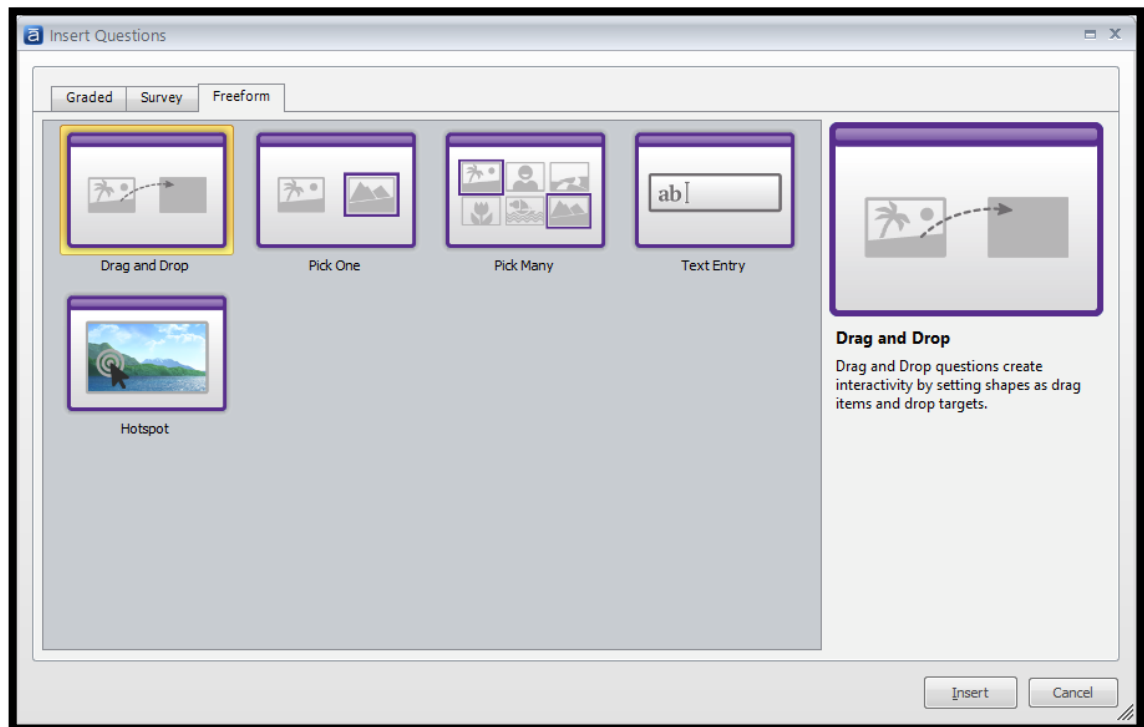 Insert Questions
Graded Survey Freeform
Drag and Drop
Pick One
Pick Many
ab
Text Entry
Hotspot
Drag and Drop
Drag and Drop questions create
interactivity by setting shapes as drag
items and drop targets.
Insert Cancel